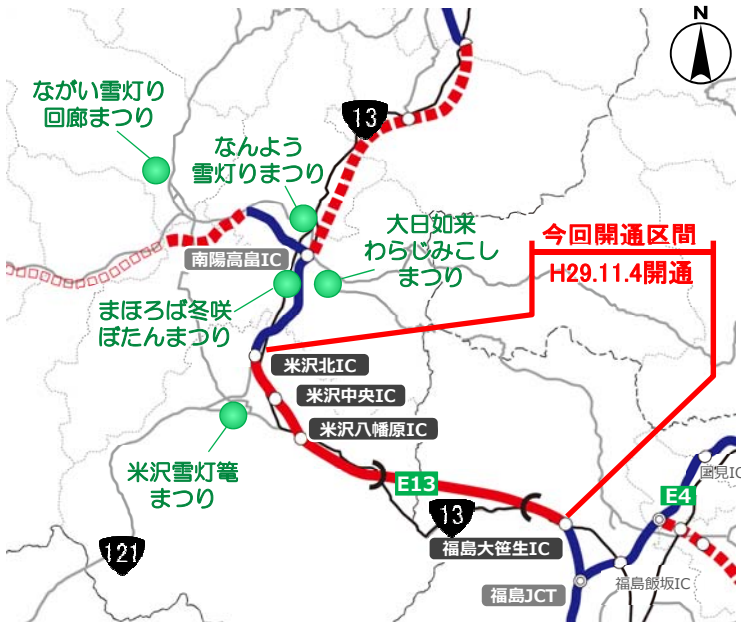 N
ながい雪灯り
回廊まつり
13
なんよう
雪灯りまつり
大日如来
わらじみこし
まつり
今回開通区間
H29.11.4開通
南陽高畠IC
まほろば冬咲
ぼたんまつり
米沢北IC
米沢中央IC
米沢八幡原IC
米沢雪灯篭
まつり
E13
国見IC
E4
13
121
福島大笹生IC
福島飯坂IC
福島JCT